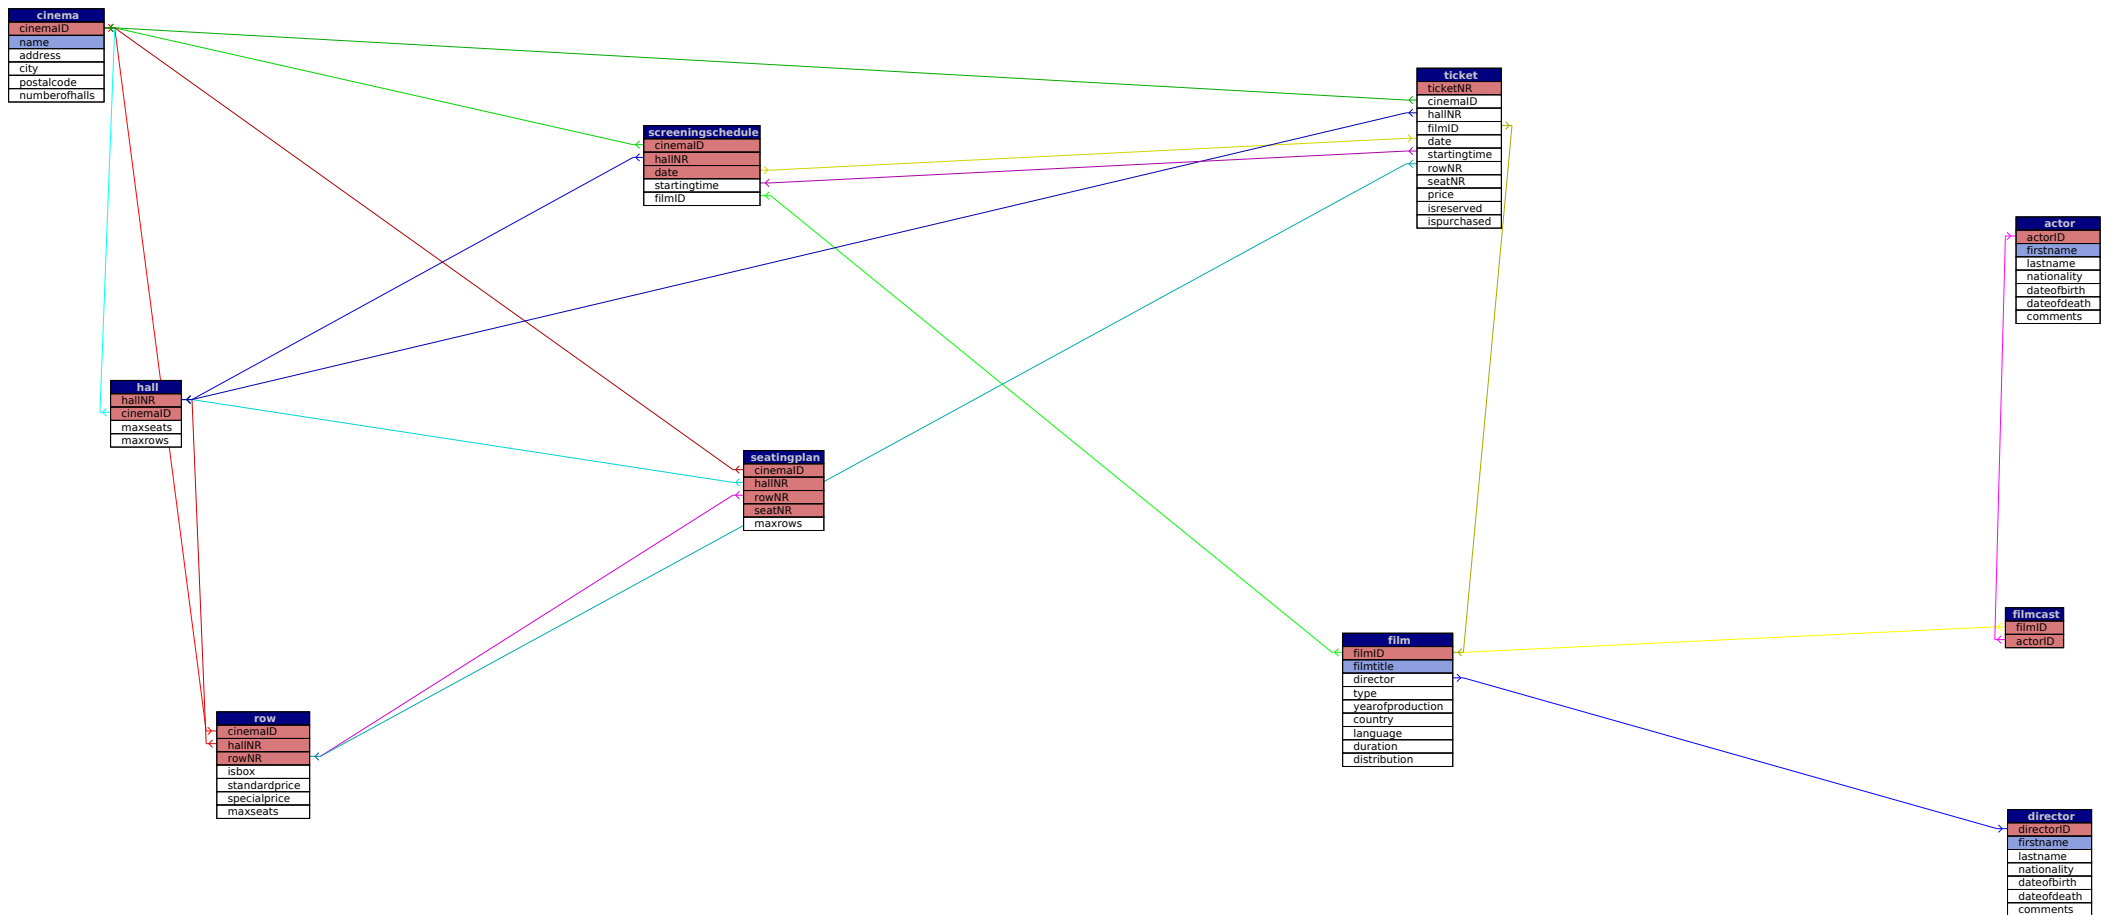 cinema
cinemaID
name
address
city
postalcode
numberofhalls
ticket
ticketNR
cinemaID
hallNR
filmID
date
startingtime
rowNR
seatNR
price
isreserved
ispurchased
screeningschedule
cinemaID
hallNR
date
startingtime
filmID
actor
actorID
firstname
lastname
nationality
dateofbirth
dateofdeath
comments
hall
hallNR
cinemaID
maxseats
maxrows
seatingplan
cinemaID
hallNR
rowNR
seatNR
maxrows
filmcast
filmID
actorID
film
filmID
filmtitle
director
type
yearofproduction
country
language
duration
distribution
row
cinemaID
hallNR
rowNR
isbox
standardprice
specialprice
maxseats
director
directorID
firstname
lastname
nationality
dateofbirth
dateofdeath
comments